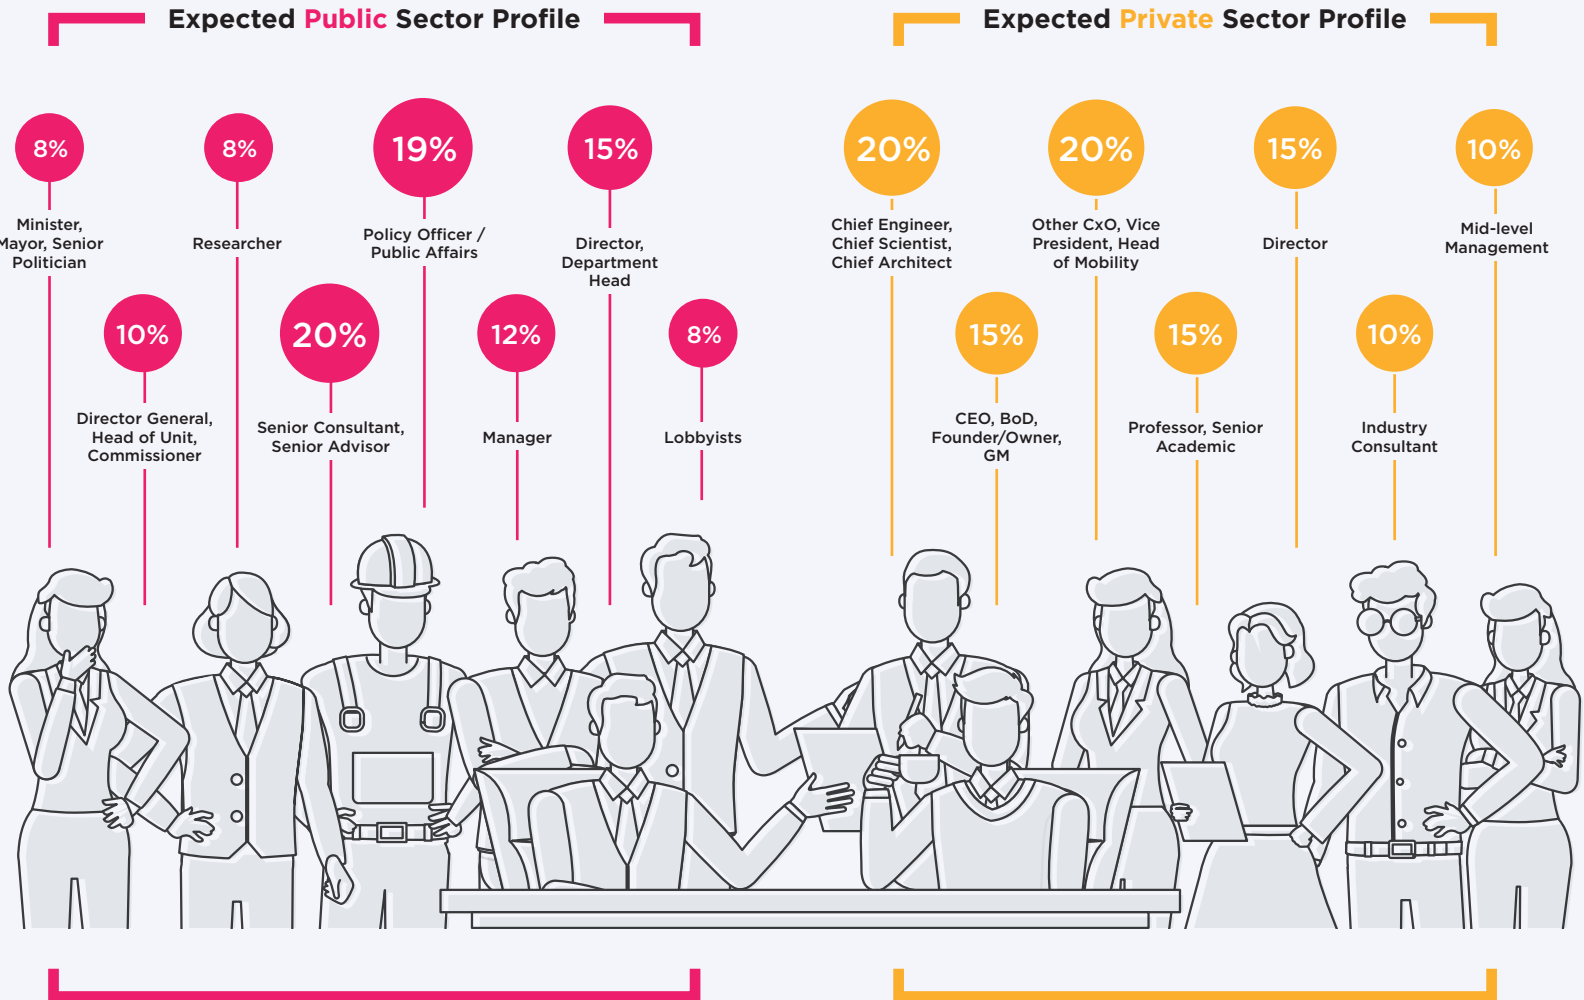 Expected Public Sector Profile
8%
Minister,
Mayor, Senior
Politician
10%
Director General,
Head of Unit,
Commissioner
8%
Researcher
20%
Senior Consultant,
Senior Advisor
19%
Policy Officer /
Public Affairs
12%
Manager
15%
Director,
Department
Head
8%
Lobbyists
Expected Private Sector Profile
20%
Chief Engineer,
Chief Scientist,
Chief Architect
15%
CEO, BoD,
Founder/Owner,
GM
20%
Other CxO, Vice
President, Head
of Mobility
15%
Professor, Senior
Academic
15%
Director
10%
Industry
Consultant
10%
Mid-level
Management